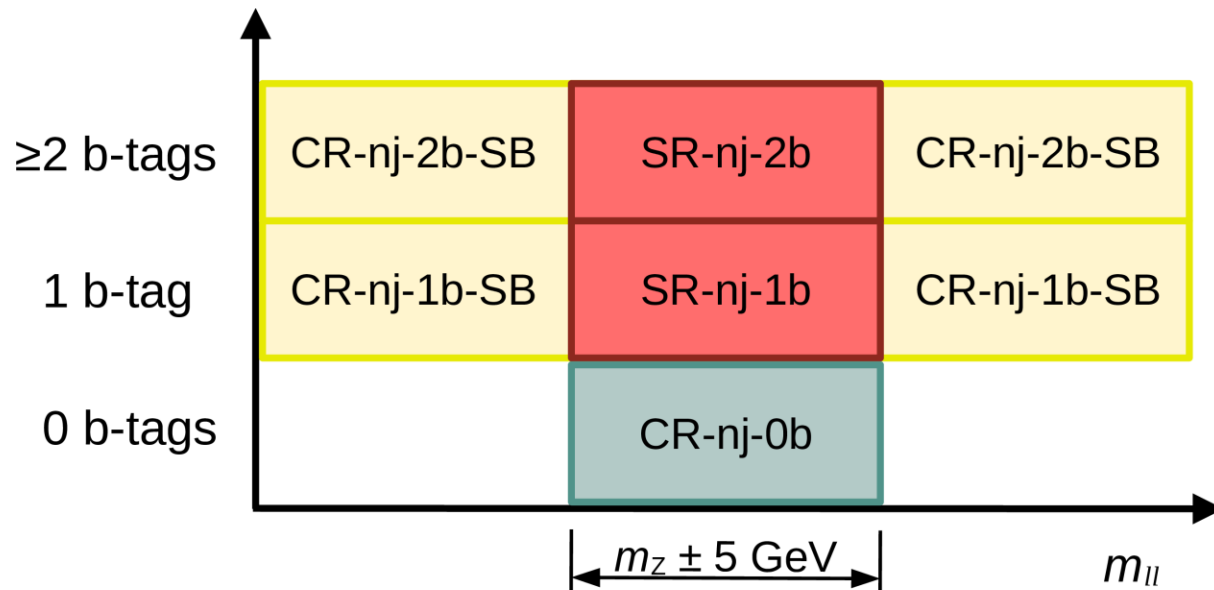 ≥2 b-tags CR-nj-2b-SB SR-nj-2b CR-nj-2b-SB
1 b-tag CR-nj-1b-SB SR-nj-1b CR-nj-1b-SB
0 b-tags CR-nj-0b
mZ ± 5 GeV
mll